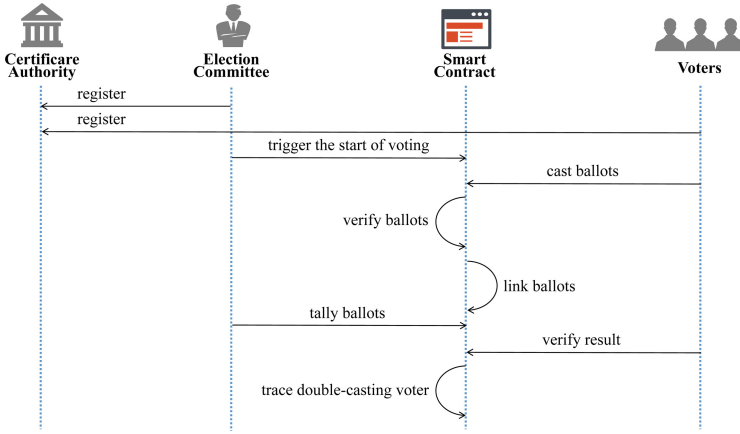 Certificare
Authority
Election
Committee
Smart
Contract
Voters
register
register
trigger the start of voting
cast ballots
verify ballots
link ballots
tally ballots
verify result
trace double-casting voter